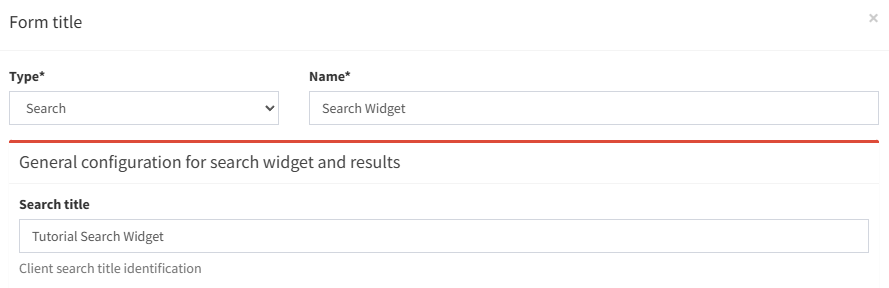 Form title
×
Type*
Name*
Search
Search Widget
General configuration for search widget and results
Search title
Tutorial Search Widget
Client search title identification